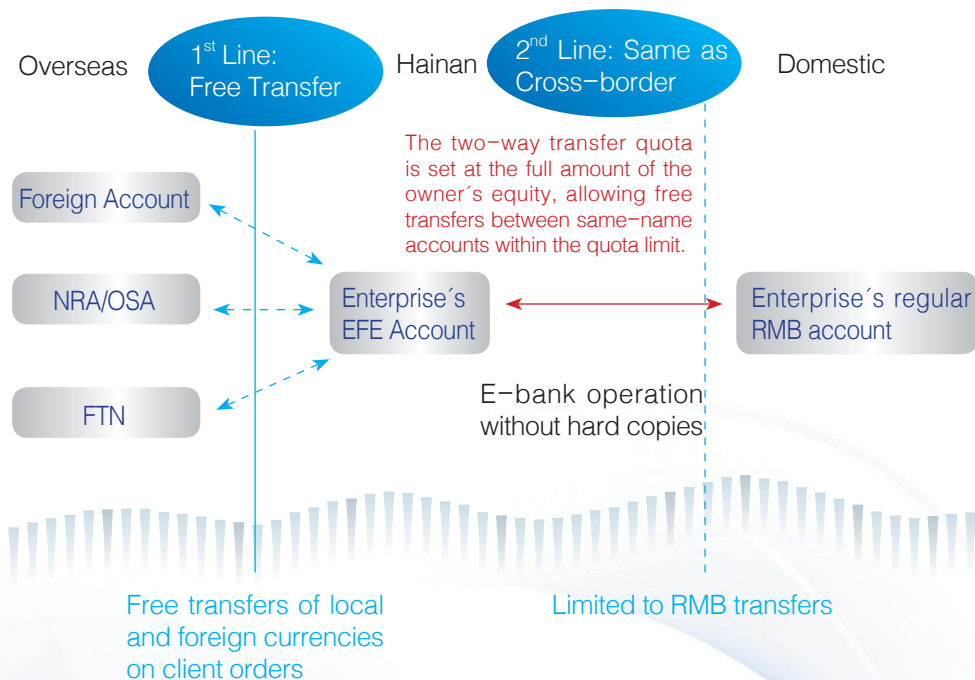 Overseas
1st Line:
Free Transfer
Hainan
2nd Line: Same as
Cross-border
Domestic
The two-way transfer quota
is set at the full amount of the
owner´s equity, allowing free
transfers between same-name
accounts within the quota limit.
Foreign Account
NRA/OSA
Enterprise´s
EFE Account
Enterprise´s regular
RMB account
FTN
E-bank operation
without hard copies
Free transfers of local
and foreign currencies
on client orders
Limited to RMB transfers